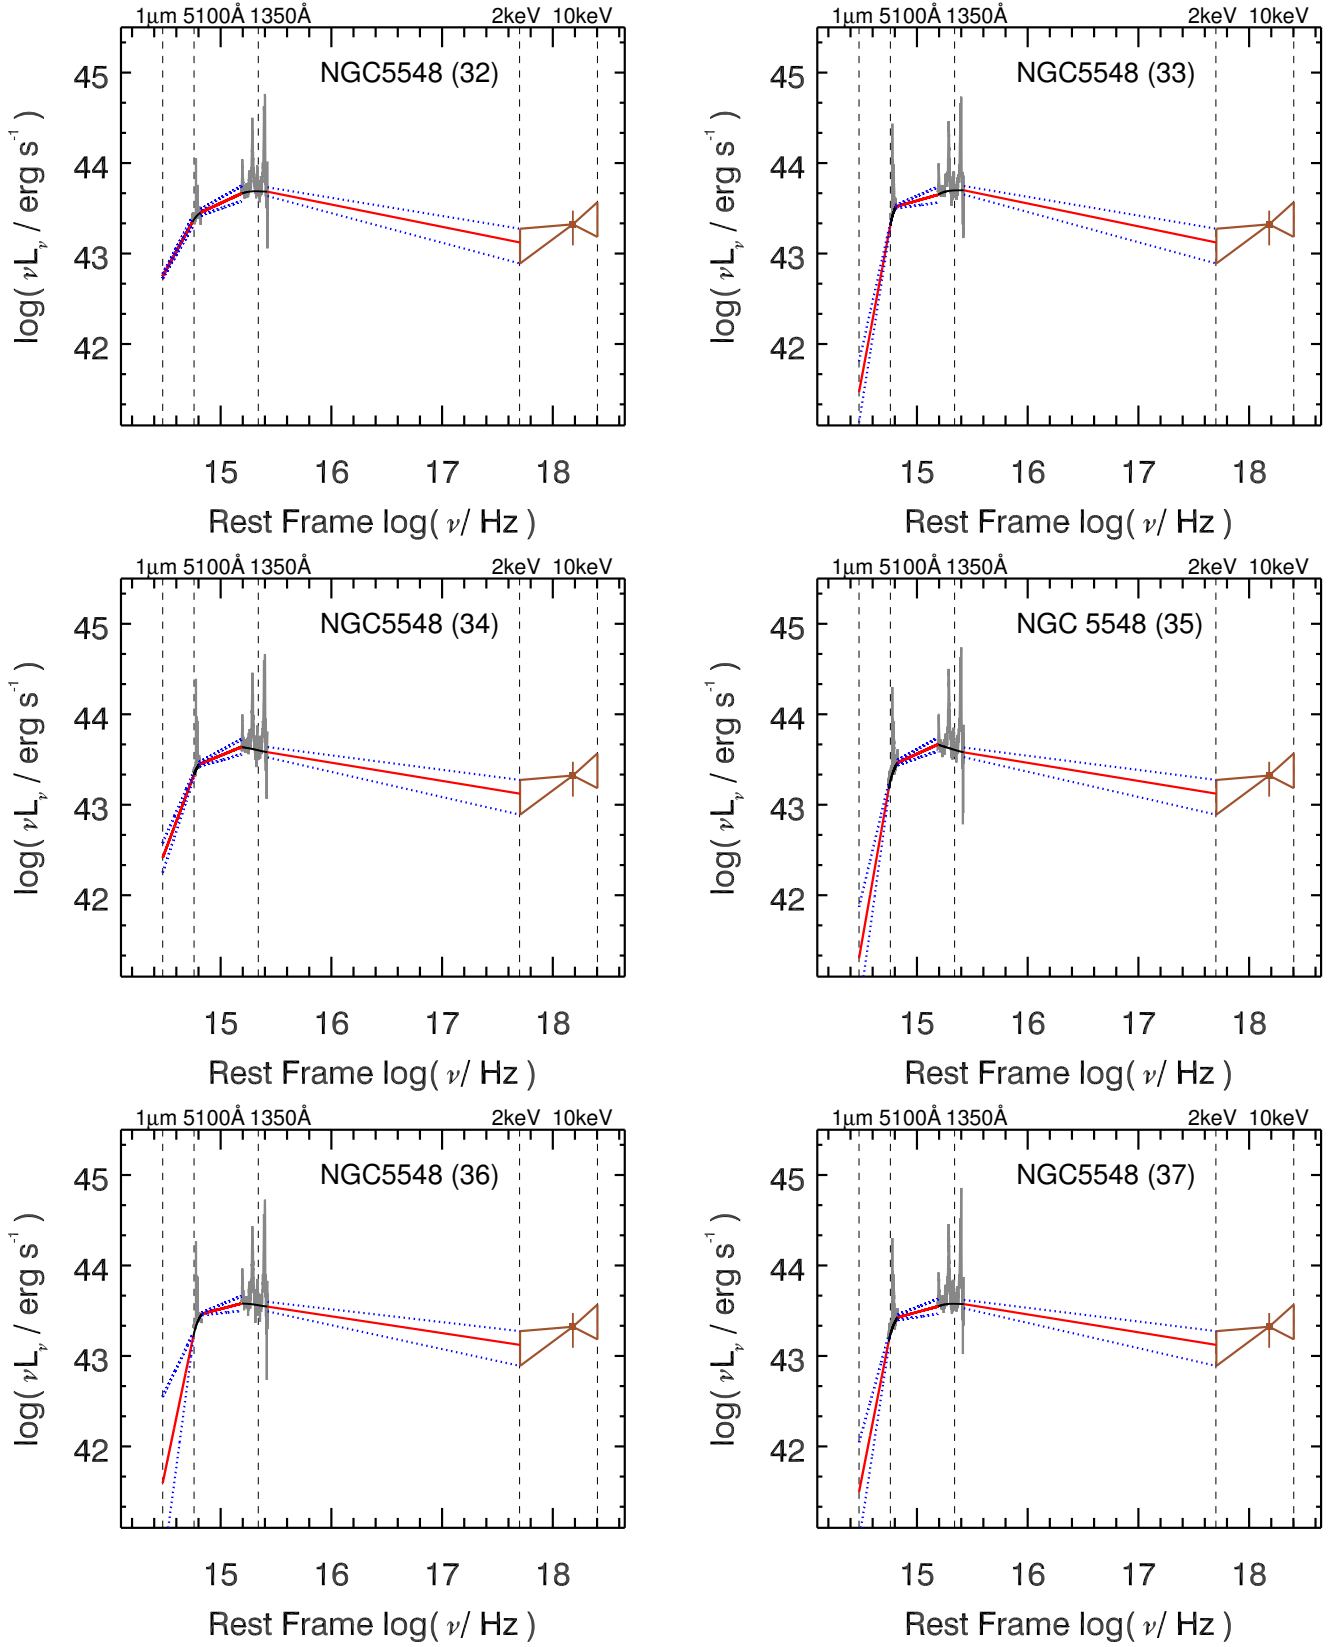 1μm 5100Å 1350Å 2keV 10keV
NGC5548 (32)
45
44
43
42
log( νLν / erg s⁻¹ )
15 16 17 18
Rest Frame log( ν/ Hz )
1μm 5100Å 1350Å 2keV 10keV
NGC5548 (33)
45
44
43
42
log( νLν / erg s⁻¹ )
15 16 17 18
Rest Frame log( ν/ Hz )
1μm 5100Å 1350Å 2keV 10keV
NGC5548 (34)
45
44
43
42
log( νLν / erg s⁻¹ )
15 16 17 18
Rest Frame log( ν/ Hz )
1μm 5100Å 1350Å 2keV 10keV
NGC 5548 (35)
45
44
43
42
log( νLν / erg s⁻¹ )
15 16 17 18
Rest Frame log( ν/ Hz )
1μm 5100Å 1350Å 2keV 10keV
NGC5548 (36)
45
44
43
42
log( νLν / erg s⁻¹ )
15 16 17 18
Rest Frame log( ν/ Hz )
1μm 5100Å 1350Å 2keV 10keV
NGC5548 (37)
45
44
43
42
log( νLν / erg s⁻¹ )
15 16 17 18
Rest Frame log( ν/ Hz )